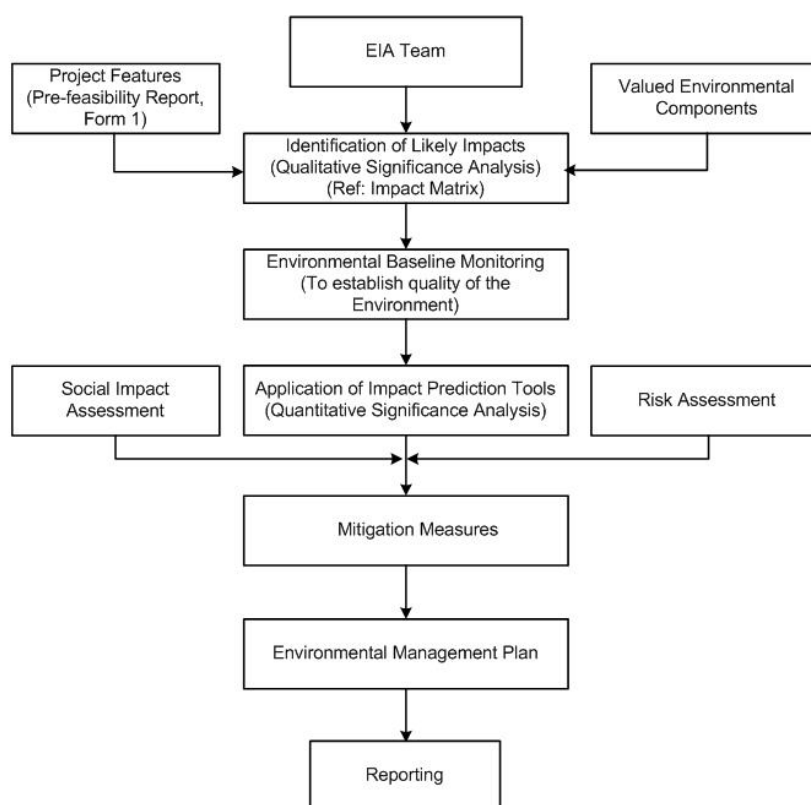 EIA Team
Project Features
(Pre-feasibility Report,
Form 1)
Valued Environmental
Components
Identification of Likely Impacts
(Qualitative Significance Analysis)
(Ref: Impact Matrix)
Environmental Baseline Monitoring
(To establish quality of the
Environment)
Social Impact
Assessment
Application of Impact Prediction Tools
(Quantitative Significance Analysis)
Risk Assessment
Mitigation Measures
Environmental Management Plan
Reporting